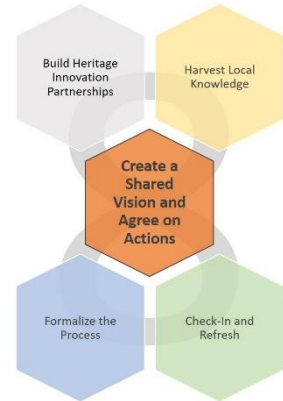 Build Heritage
Innovation
Partnerships
Harvest Local
Knowledge
Create a
Shared
Vision and
Agree on
Actions
Formalize the
Process
Check-In and
Refresh